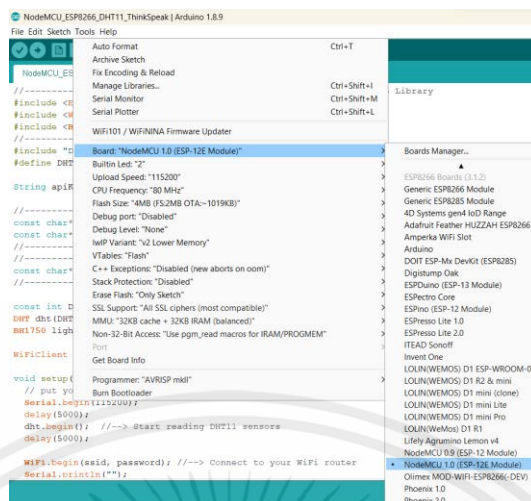 NodeMCU_ESP8266_DHT11_ThinkSpeak | Arduino 1.8.9
File Edit Sketch Tools Help
NodeMCU_ES
Auto Format Ctrl+T
Archive Sketch
Fix Encoding & Reload
Manage Libraries... Ctrl+Shift+I
Serial Monitor Ctrl+Shift+M
Serial Plotter Ctrl+Shift+L
WiFi101 / WiFiNINA Firmware Updater
Board: "NodeMCU 1.0 (ESP-12E Module)"
Builtin Led: "2"
Upload Speed: "115200"
CPU Frequency: "80 MHz"
Flash Size: "4MB (FS:2MB OTA:~1019KB)"
Debug port: "Disabled"
Debug Level: "None"
lwIP Variant: "v2 Lower Memory"
VTables: "Flash"
C++ Exceptions: "Disabled (new aborts on oom)"
Stack Protection: "Disabled"
Erase Flash: "Only Sketch"
SSL Support: "All SSL ciphers (most compatible)"
MMU: "32KB cache + 32KB IRAM (balanced)"
Non-32-Bit Access: "Use pgm_read macros for IRAM/PROGMEM"
Port
Get Board Info
Programmer: "AVRISP mkII"
Burn Bootloader
Boards Manager...
ESP8266 Boards (3.1.2)
Generic ESP8266 Module
Generic ESP8285 Module
4D Systems gen4 IoD Range
Adafruit Feather HUZZAH ESP8266
Amperka WiFi Slot
Arduino
DOIT ESP-Mx DevKit (ESP8285)
Digistump Oak
ESPDuino (ESP-13 Module)
ESPectro Core
ESPino (ESP-12 Module)
ESPresso Lite 1.0
ESPresso Lite 2.0
ITEAD Sonoff
Invent One
LOLIN(WEMOS) D1 ESP-WROOM-0
LOLIN(WEMOS) D1 R2 & mini
LOLIN(WEMOS) D1 mini (clone)
LOLIN(WEMOS) D1 mini Lite
LOLIN(WEMOS) D1 mini Pro
LOLIN(WeMos) D1 R1
Lifely Agrumino Lemon v4
NodeMCU 0.9 (ESP-12 Module)
NodeMCU 1.0 (ESP-12E Module)
Olimex MOD-WIFI-ESP8266(-DEV)
Phoenix 1.0
Phoenix 2.0
//-------- Library
#include <E
#include <W
#include <B
//--------
#include "D
#define DHT
String apiK
//--------
const char*
const char*
//--------
//--------
const char*
//--------
const int D
DHT dht(DHT
BH1750 ligh
WiFiClient
void setup(
// put yo
Serial.begin(115200);
delay(5000);
dht.begin(); //--> Start reading DHT11 sensors
delay(5000);
WiFi.begin(ssid, password); //--> Connect to your WiFi router
Serial.println("");